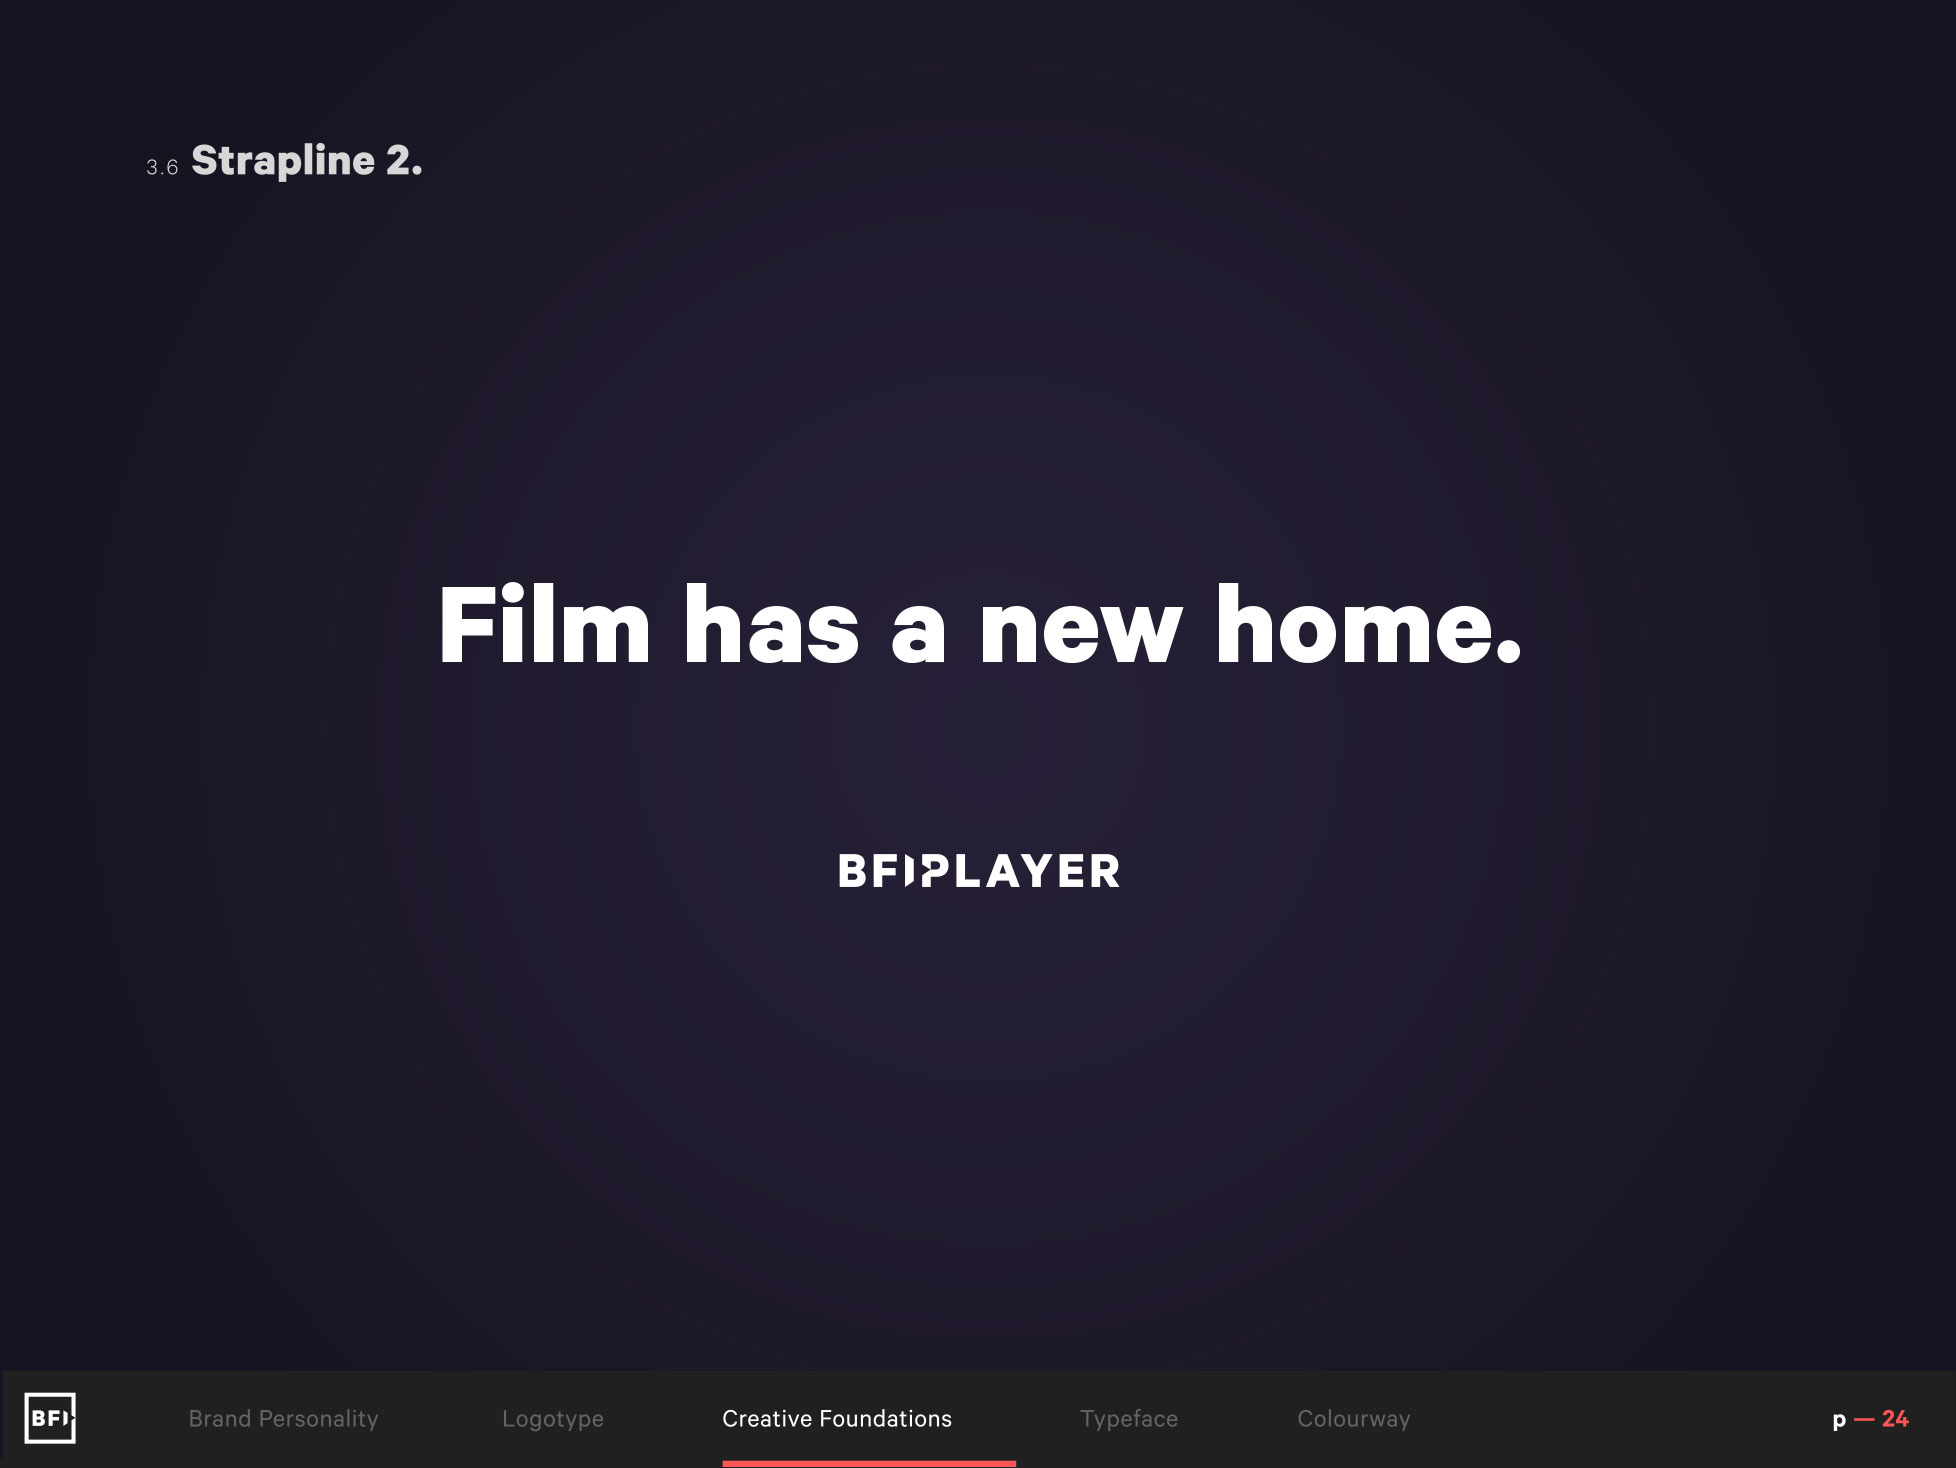 3.6 Strapline 2.
Film has a new home.
BFI PLAYER
BFI
Brand Personality
Logotype
Creative Foundations
Typeface
Colourway
p — 24